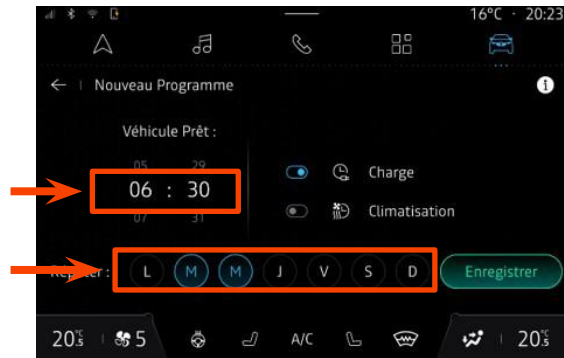 16°C · 20:23
Nouveau Programme
Véhicule Prêt :
05 29
06 : 30
07 31
Charge
Climatisation
Répéter : L M M J V S D
Enregistrer
20,5°C 5 A/C 20,5°C